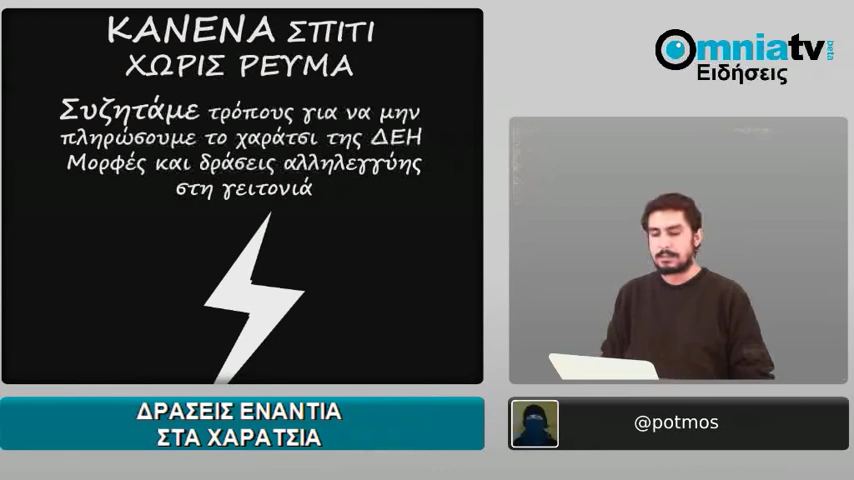 ΚΑΝΕΝΑ ΣΠΙΤΙ
ΧΩΡΙΣ ΡΕΥΜΑ
Συζητάμε τρόπους για να μην
πληρώσουμε το χαράτσι της ΔΕΗ
Μορφές και δράσεις αλληλεγγύης
στη γειτονιά
Omniatv beta
Ειδήσεις
ΔΡΑΣΕΙΣ ΕΝΑΝΤΙΑ
ΣΤΑ ΧΑΡΑΤΣΙΑ
@potmos